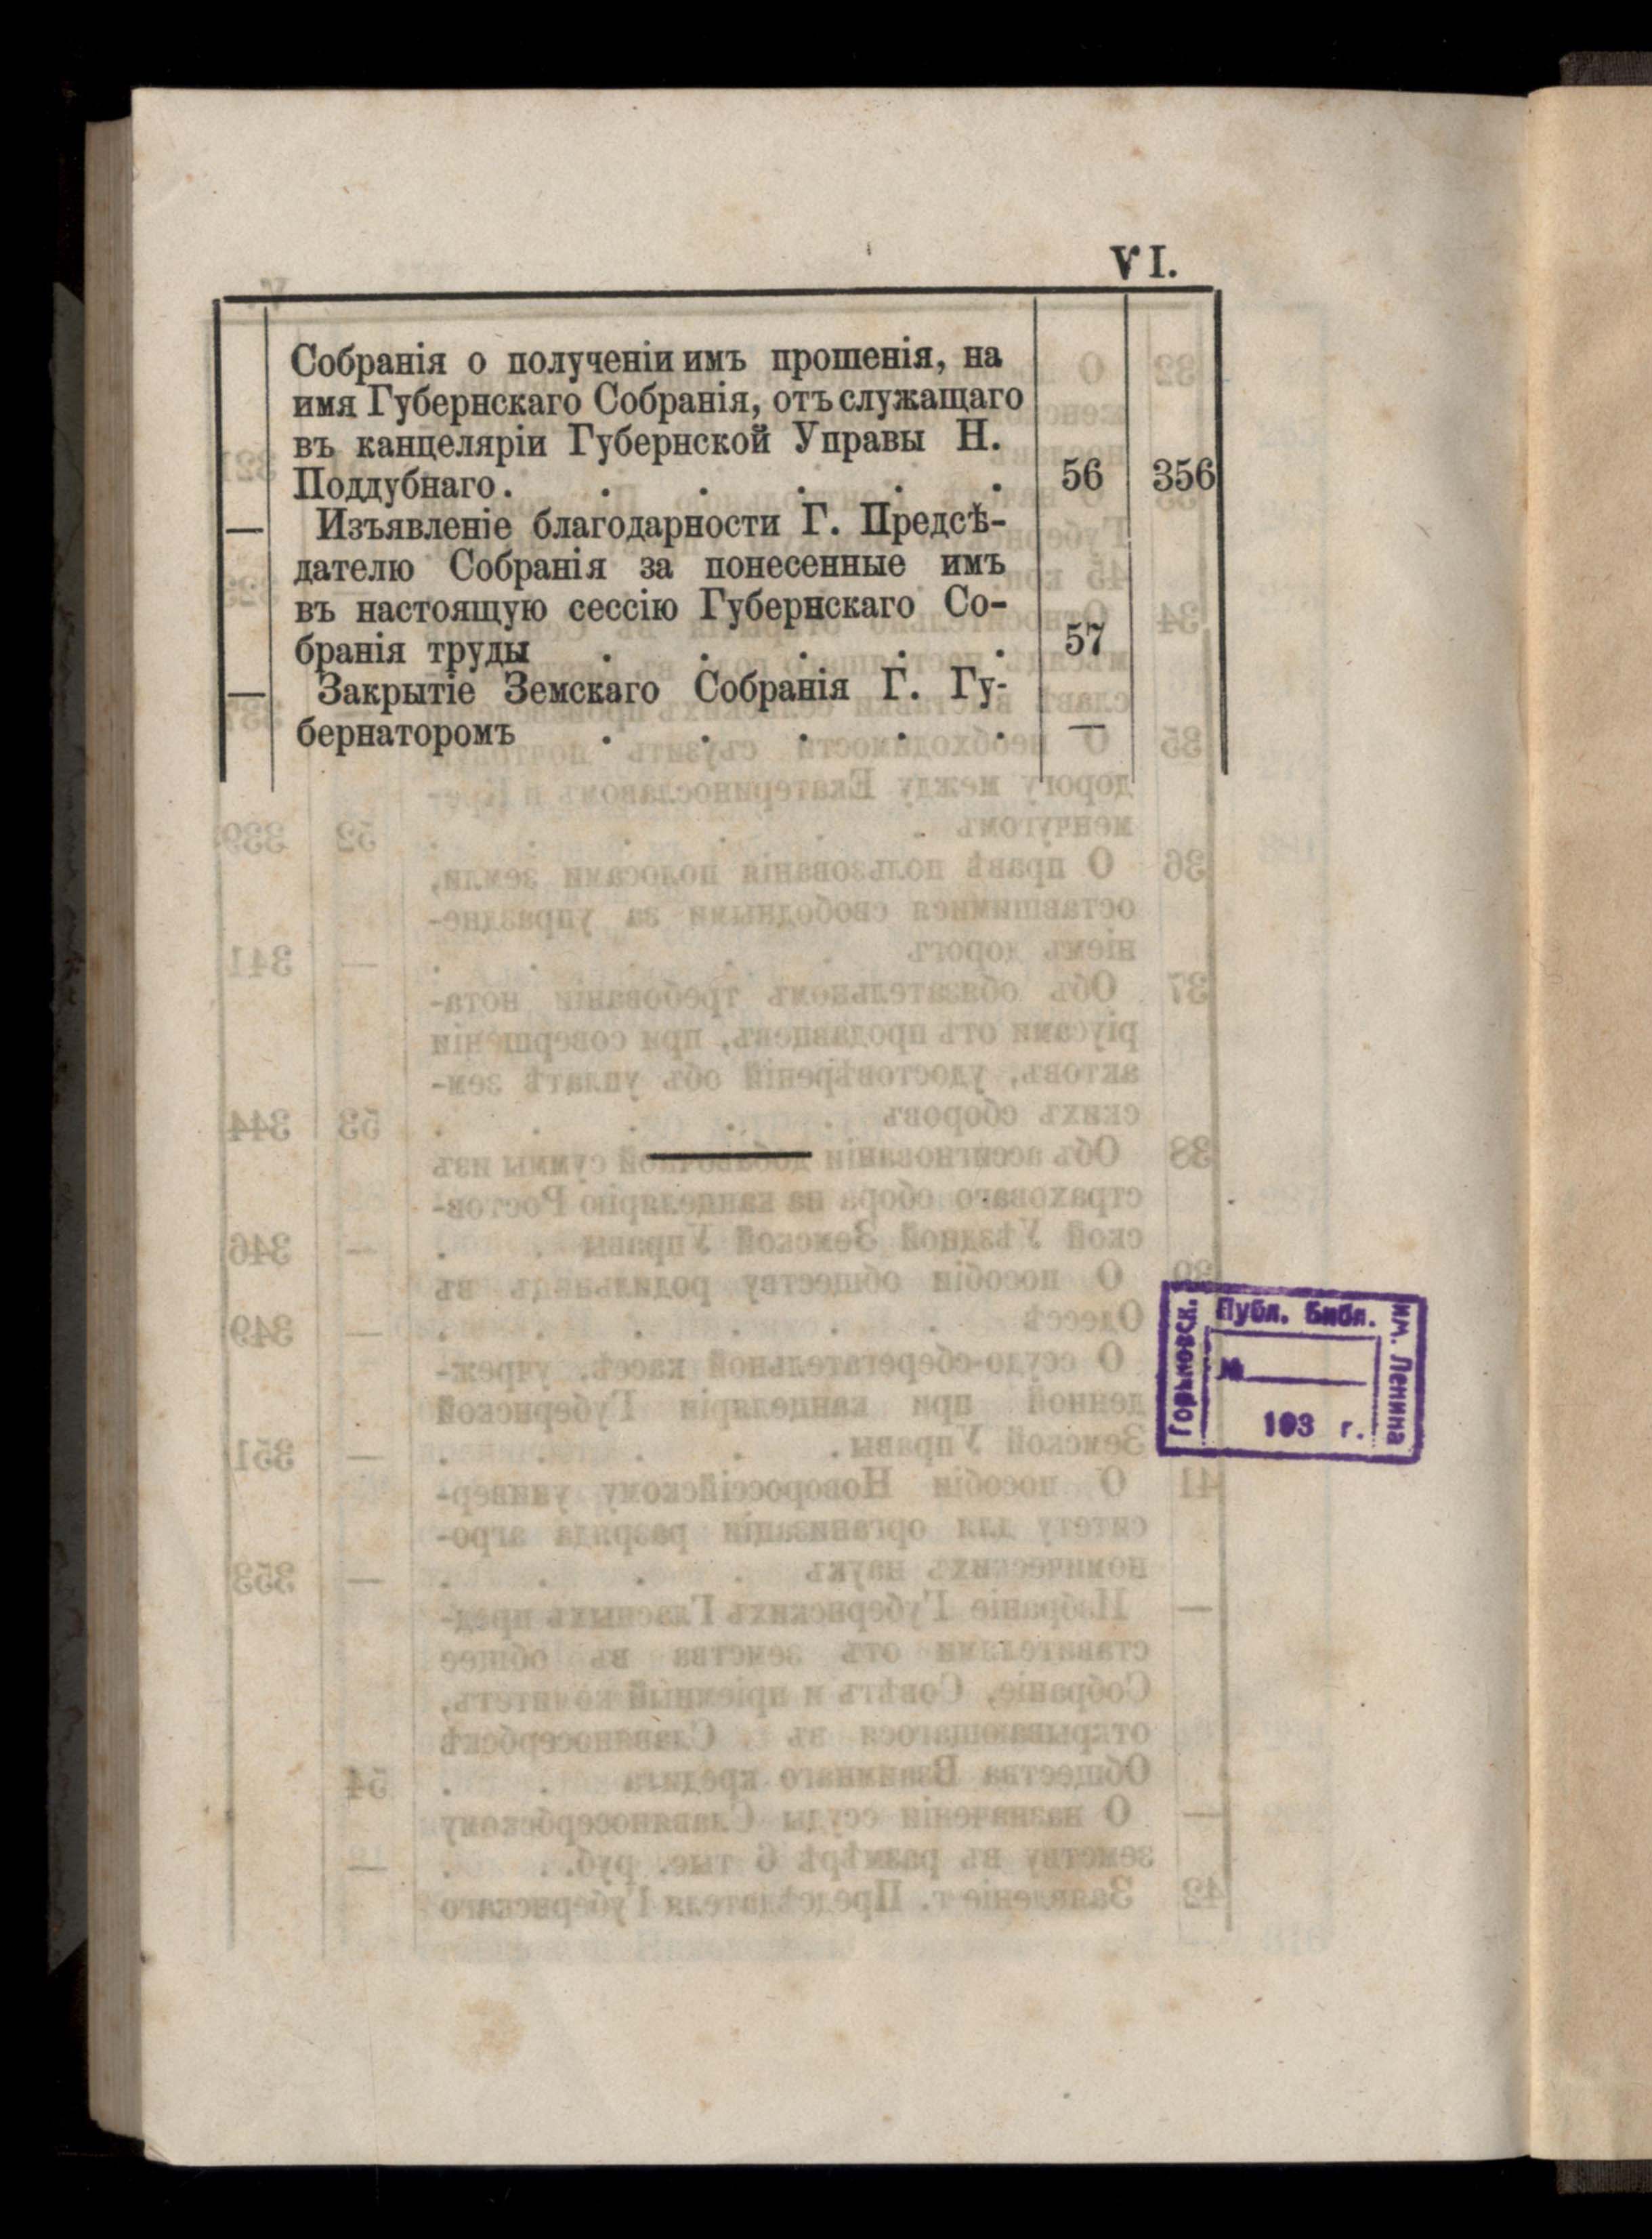 VI.
Собранія о полученіи имъ прошенія, на
имя Губернскаго Собранія, отъ служащаго
въ канцеляріи Губернской Управы Н.
Поддубнаго. . . . . . 56 356
— Изъявленіе благодарности Г. Предсѣ-
дателю Собранія за понесенные имъ
въ настоящую сессію Губернскаго Со-
бранія труды . . . . . 57
— Закрытіе Земскаго Собранія Г. Гу-
бернаторомъ . . . . . —
Горьковск.
Публ. Библ.
им. Ленина
№
193 г.